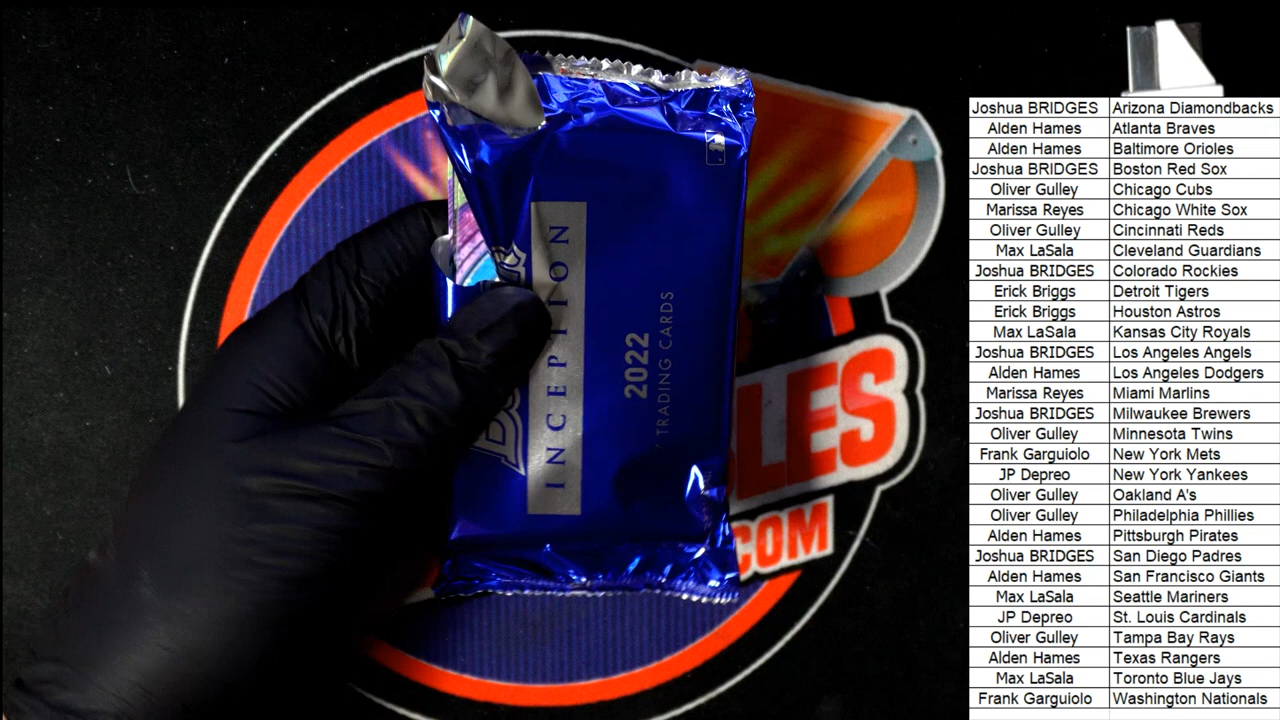 INCEPTION
2022
TRADING CARDS
LES
.COM
Joshua BRIDGES Arizona Diamondbacks
Alden Hames Atlanta Braves
Alden Hames Baltimore Orioles
Joshua BRIDGES Boston Red Sox
Oliver Gulley Chicago Cubs
Marissa Reyes Chicago White Sox
Oliver Gulley Cincinnati Reds
Max LaSala Cleveland Guardians
Joshua BRIDGES Colorado Rockies
Erick Briggs Detroit Tigers
Erick Briggs Houston Astros
Max LaSala Kansas City Royals
Joshua BRIDGES Los Angeles Angels
Alden Hames Los Angeles Dodgers
Marissa Reyes Miami Marlins
Joshua BRIDGES Milwaukee Brewers
Oliver Gulley Minnesota Twins
Frank Garguiolo New York Mets
JP Depreo New York Yankees
Oliver Gulley Oakland A's
Oliver Gulley Philadelphia Phillies
Alden Hames Pittsburgh Pirates
Joshua BRIDGES San Diego Padres
Alden Hames San Francisco Giants
Max LaSala Seattle Mariners
JP Depreo St. Louis Cardinals
Oliver Gulley Tampa Bay Rays
Alden Hames Texas Rangers
Max LaSala Toronto Blue Jays
Frank Garguiolo Washington Nationals